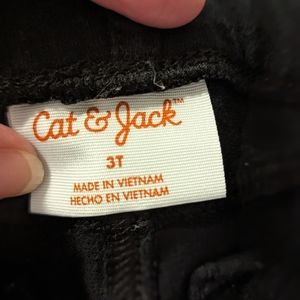 Cat & Jack™
3T
MADE IN VIETNAM
HECHO EN VIETNAM